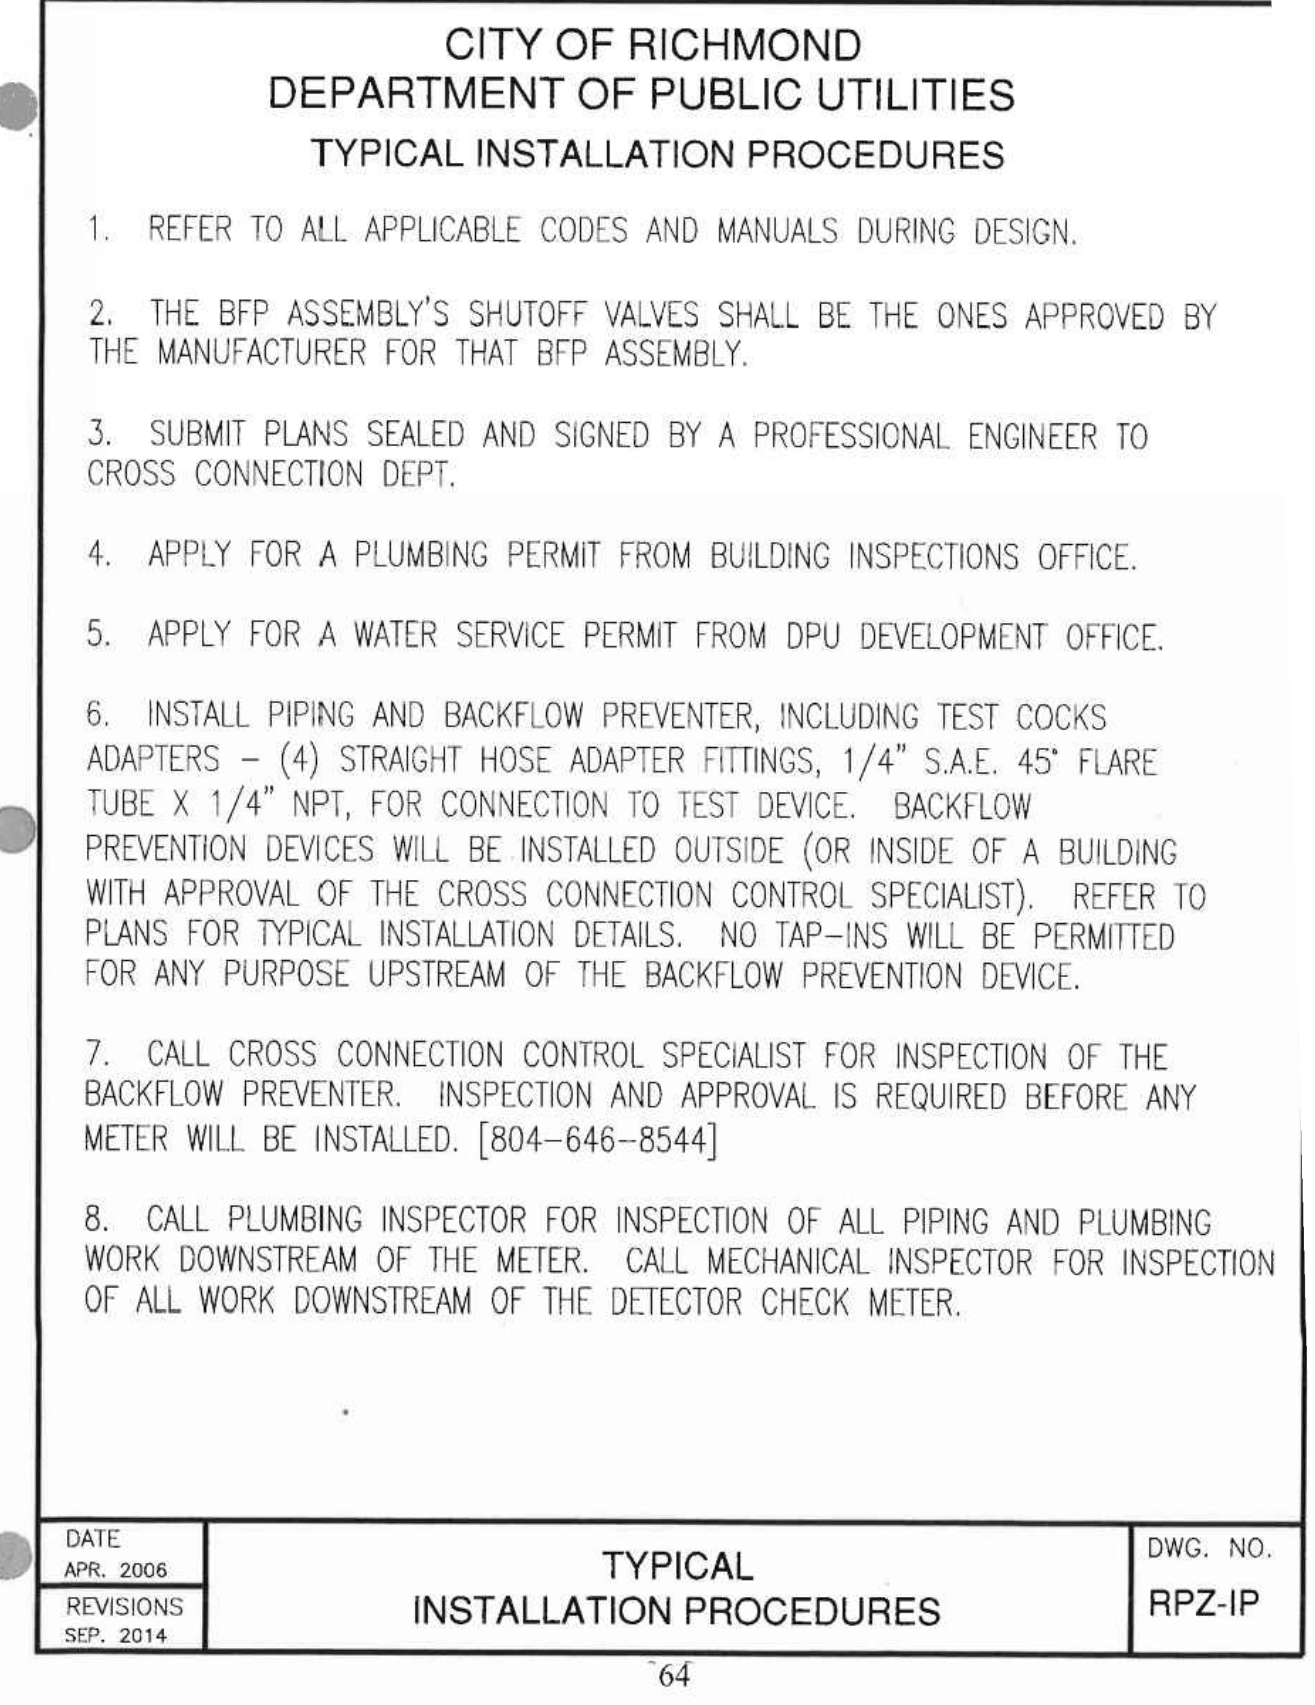 CITY OF RICHMOND
DEPARTMENT OF PUBLIC UTILITIES
TYPICAL INSTALLATION PROCEDURES
1. REFER TO ALL APPLICABLE CODES AND MANUALS DURING DESIGN.
2. THE BFP ASSEMBLY'S SHUTOFF VALVES SHALL BE THE ONES APPROVED BY
THE MANUFACTURER FOR THAT BFP ASSEMBLY.
3. SUBMIT PLANS SEALED AND SIGNED BY A PROFESSIONAL ENGINEER TO
CROSS CONNECTION DEPT.
4. APPLY FOR A PLUMBING PERMIT FROM BUILDING INSPECTIONS OFFICE.
5. APPLY FOR A WATER SERVICE PERMIT FROM DPU DEVELOPMENT OFFICE.
6. INSTALL PIPING AND BACKFLOW PREVENTER, INCLUDING TEST COCKS
ADAPTERS – (4) STRAIGHT HOSE ADAPTER FITTINGS, 1/4" S.A.E. 45° FLARE
TUBE X 1/4" NPT, FOR CONNECTION TO TEST DEVICE. BACKFLOW
PREVENTION DEVICES WILL BE INSTALLED OUTSIDE (OR INSIDE OF A BUILDING
WITH APPROVAL OF THE CROSS CONNECTION CONTROL SPECIALIST). REFER TO
PLANS FOR TYPICAL INSTALLATION DETAILS. NO TAP–INS WILL BE PERMITTED
FOR ANY PURPOSE UPSTREAM OF THE BACKFLOW PREVENTION DEVICE.
7. CALL CROSS CONNECTION CONTROL SPECIALIST FOR INSPECTION OF THE
BACKFLOW PREVENTER. INSPECTION AND APPROVAL IS REQUIRED BEFORE ANY
METER WILL BE INSTALLED. [804–646–8544]
8. CALL PLUMBING INSPECTOR FOR INSPECTION OF ALL PIPING AND PLUMBING
WORK DOWNSTREAM OF THE METER. CALL MECHANICAL INSPECTOR FOR INSPECTION
OF ALL WORK DOWNSTREAM OF THE DETECTOR CHECK METER.
DATE
APR. 2006
REVISIONS
SEP. 2014
TYPICAL
INSTALLATION PROCEDURES
DWG. NO.
RPZ-IP
64